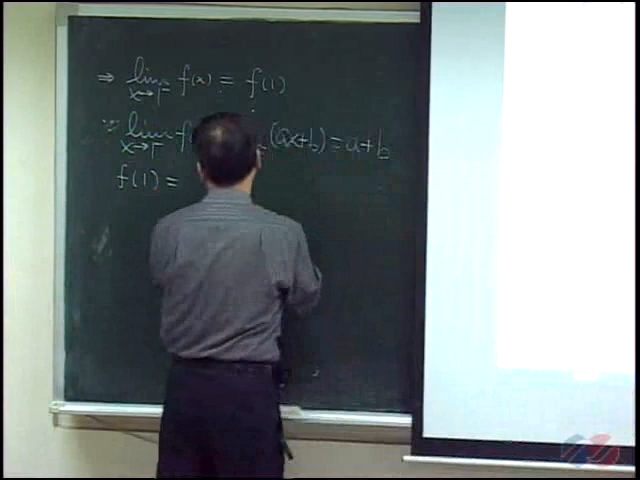 ⇒ lim x→1⁻ f(x) = f(1)
∵ lim x→1⁻ f (ax+b) = a+b
f(1) =